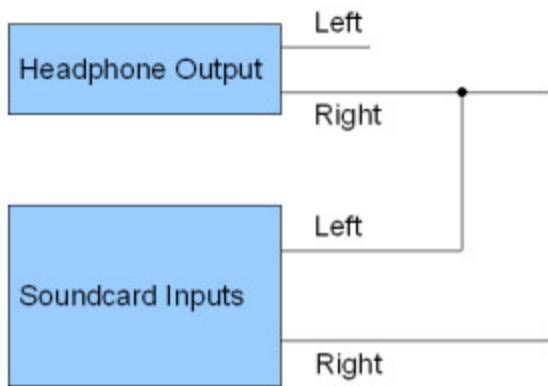 Left
Headphone Output
Right
Left
Soundcard Inputs
Right